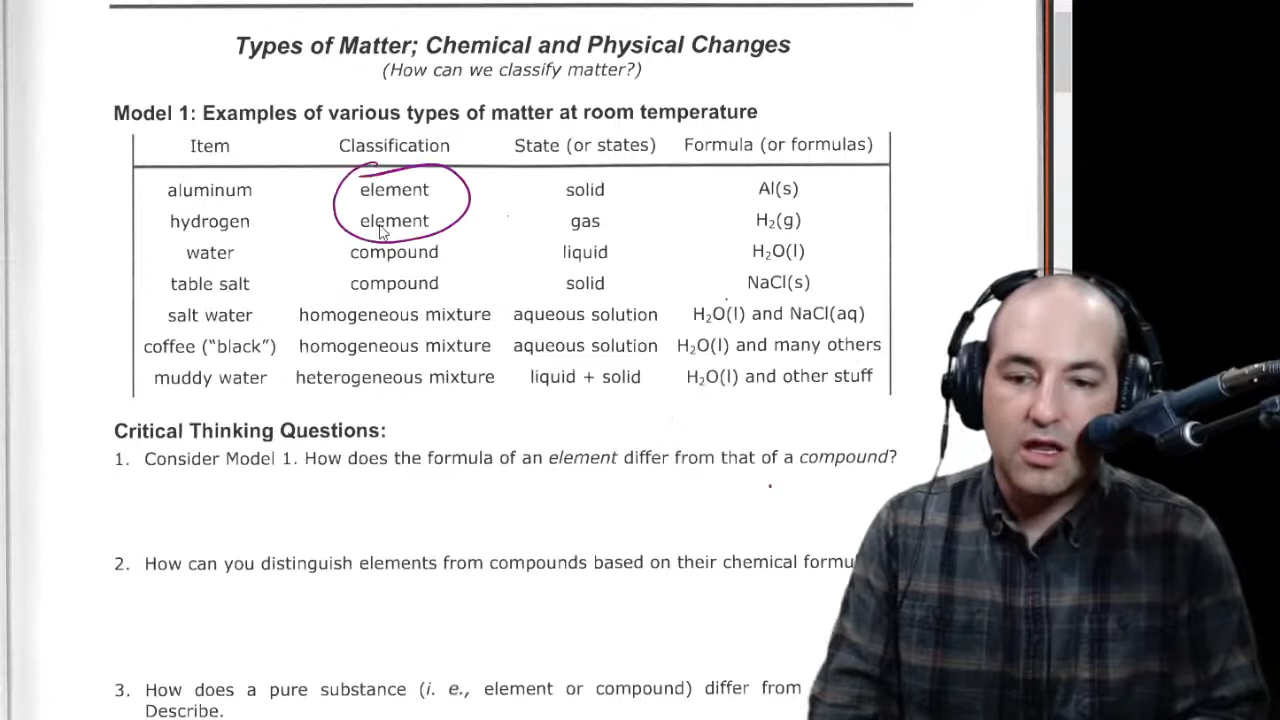 Types of Matter; Chemical and Physical Changes
(How can we classify matter?)
Model 1: Examples of various types of matter at room temperature
Item Classification State (or states) Formula (or formulas)
aluminum element solid Al(s)
hydrogen element gas H₂(g)
water compound liquid H₂O(l)
table salt compound solid NaCl(s)
salt water homogeneous mixture aqueous solution H₂O(l) and NaCl(aq)
coffee ("black") homogeneous mixture aqueous solution H₂O(l) and many others
muddy water heterogeneous mixture liquid + solid H₂O(l) and other stuff
Critical Thinking Questions:
1. Consider Model 1. How does the formula of an element differ from that of a compound?
2. How can you distinguish elements from compounds based on their chemical formu
3. How does a pure substance (i. e., element or compound) differ from
Describe.